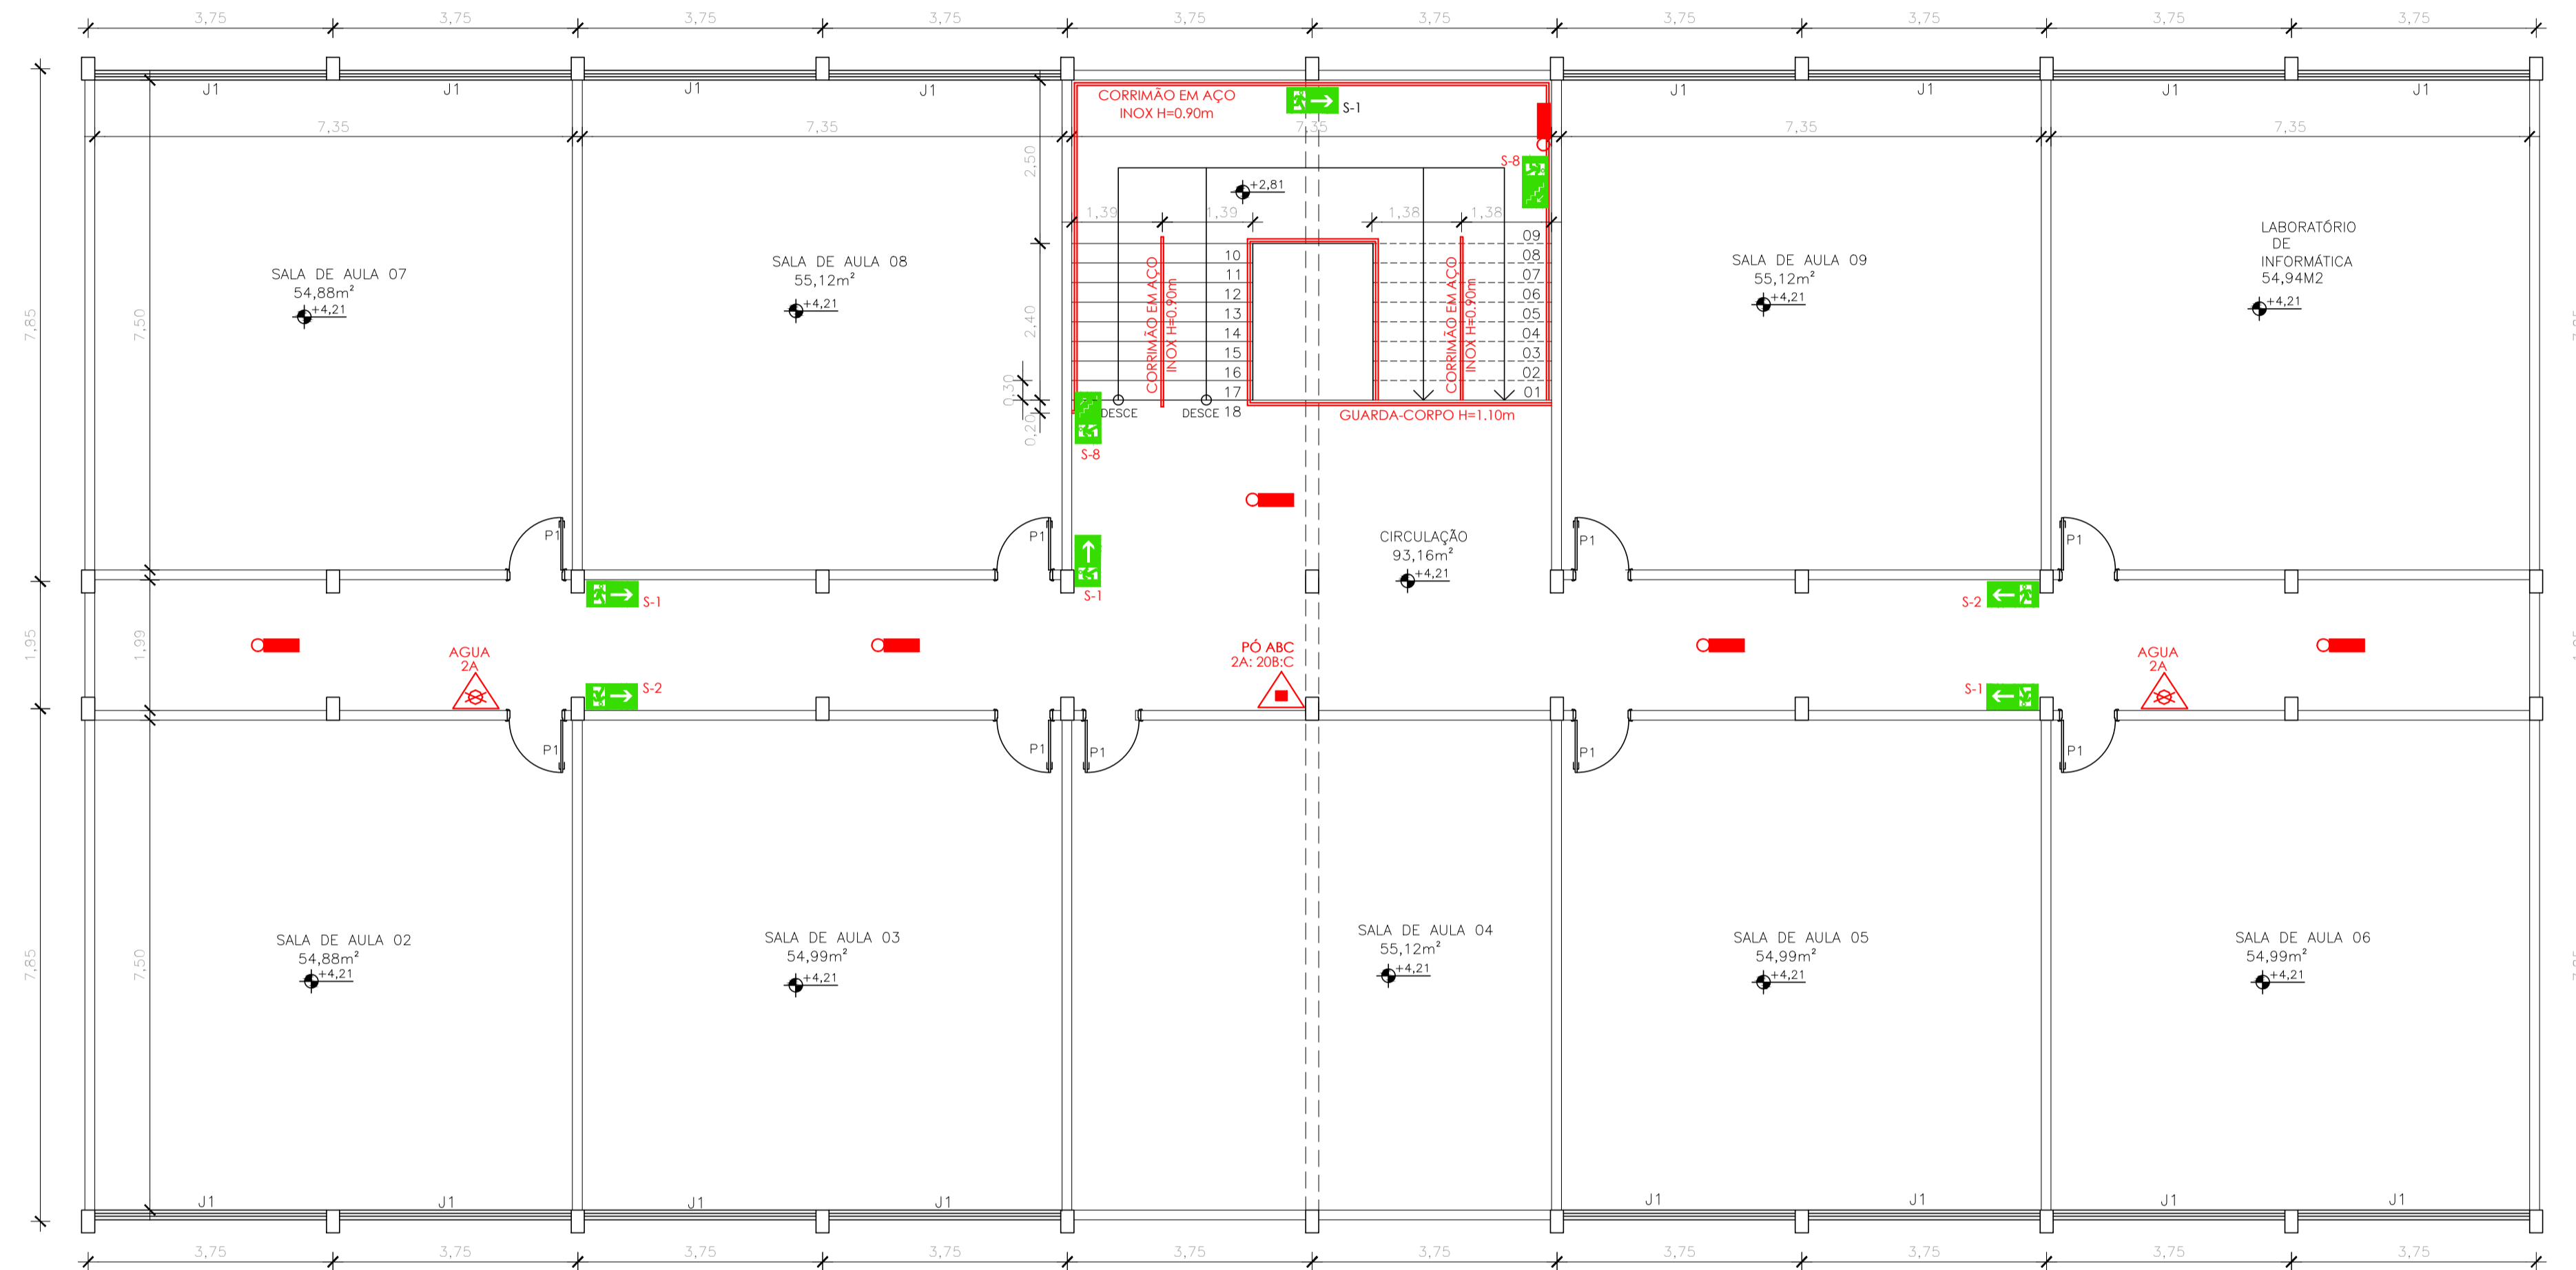 3,75 3,75 3,75 3,75 3,75 3,75 3,75 3,75 3,75 3,75
J1 J1 J1 J1 J1 J1 J1 J1
CORRIMÃO EM AÇO
INOX H=0.90m
S-1
7,35 7,35 7,35 7,35 7,35
2,50
S-8
+2,81
1,39 1,39 1,38 1,38
SALA DE AULA 07
54,88m²
+4,21
SALA DE AULA 08
55,12m²
+4,21
SALA DE AULA 09
55,12m²
+4,21
LABORATÓRIO
DE
INFORMÁTICA
54,94M2
+4,21
7,85
7,50
2,40
0,30
0,20
CORRIMÃO EM AÇO
INOX H=0.90m
CORRIMÃO EM AÇO
INOX H=0.90m
10
11
12
13
14
15
16
17
18
09
08
07
06
05
04
03
02
01
DESCE
DESCE
GUARDA-CORPO H=1.10m
S-8
CIRCULAÇÃO
93,16m²
+4,21
P1 P1 P1 P1
S-1
S-1
S-2
1,95
1,99
AGUA
2A
S-2
PÓ ABC
2A: 20B:C
S-1
AGUA
2A
P1 P1 P1 P1 P1
7,85
7,50
SALA DE AULA 02
54,88m²
+4,21
SALA DE AULA 03
54,99m²
+4,21
SALA DE AULA 04
55,12m²
+4,21
SALA DE AULA 05
54,99m²
+4,21
SALA DE AULA 06
54,99m²
+4,21
J1 J1 J1 J1 J1 J1 J1 J1
3,75 3,75 3,75 3,75 3,75 3,75 3,75 3,75 3,75 3,75